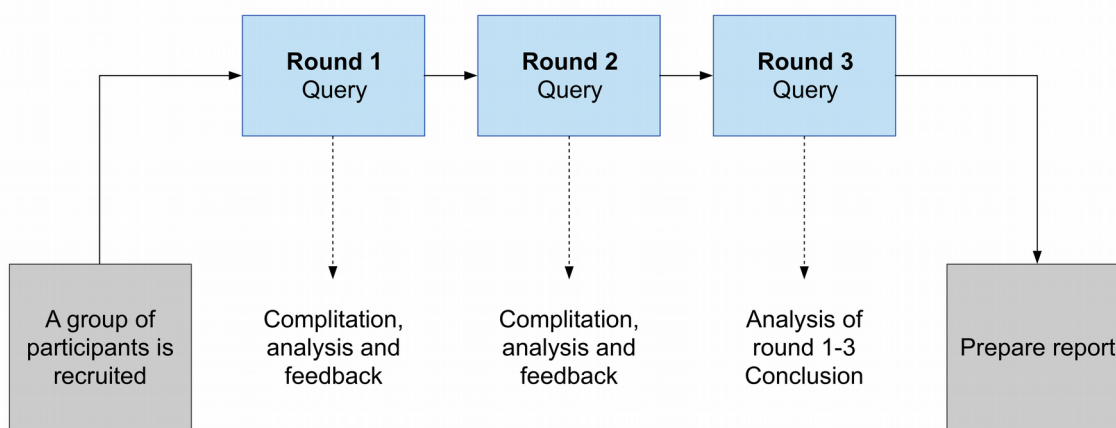 Round 1
Query
Round 2
Query
Round 3
Query
A group of
participants is
recruited
Complitation,
analysis and
feedback
Complitation,
analysis and
feedback
Analysis of
round 1-3
Conclusion
Prepare report